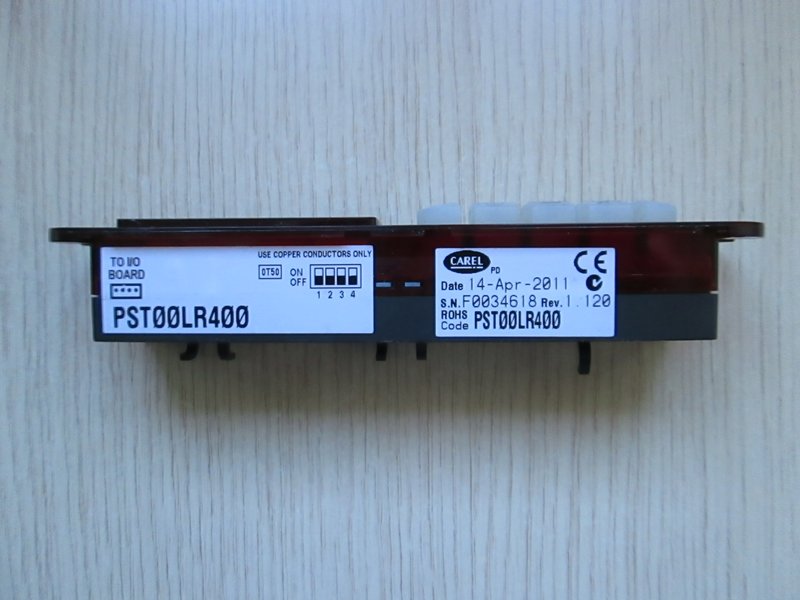 TO I/O
BOARD
USE COPPER CONDUCTORS ONLY
0T50
ON
OFF
1 2 3 4
PST00LR400
CAREL
PD
CE
Date 14-Apr-2011
S.N. F0034618 Rev. 1.120
ROHS
Code PST00LR400